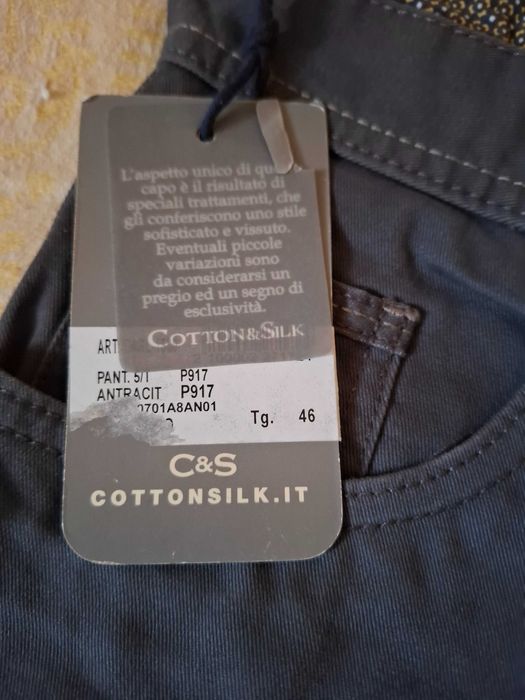 L'aspetto unico di
capo è il risultato di
speciali trattamenti, che
gli conferiscono uno stile
sofisticato e vissuto.
Eventuali piccole
variazioni sono
da considerarsi un
pregio ed un segno di
esclusività.
COTTON&SILK
PANT. 5/T P917
ANTRACIT P917
0701A8AN01
Tg. 46
C&S
COTTONSILK.IT